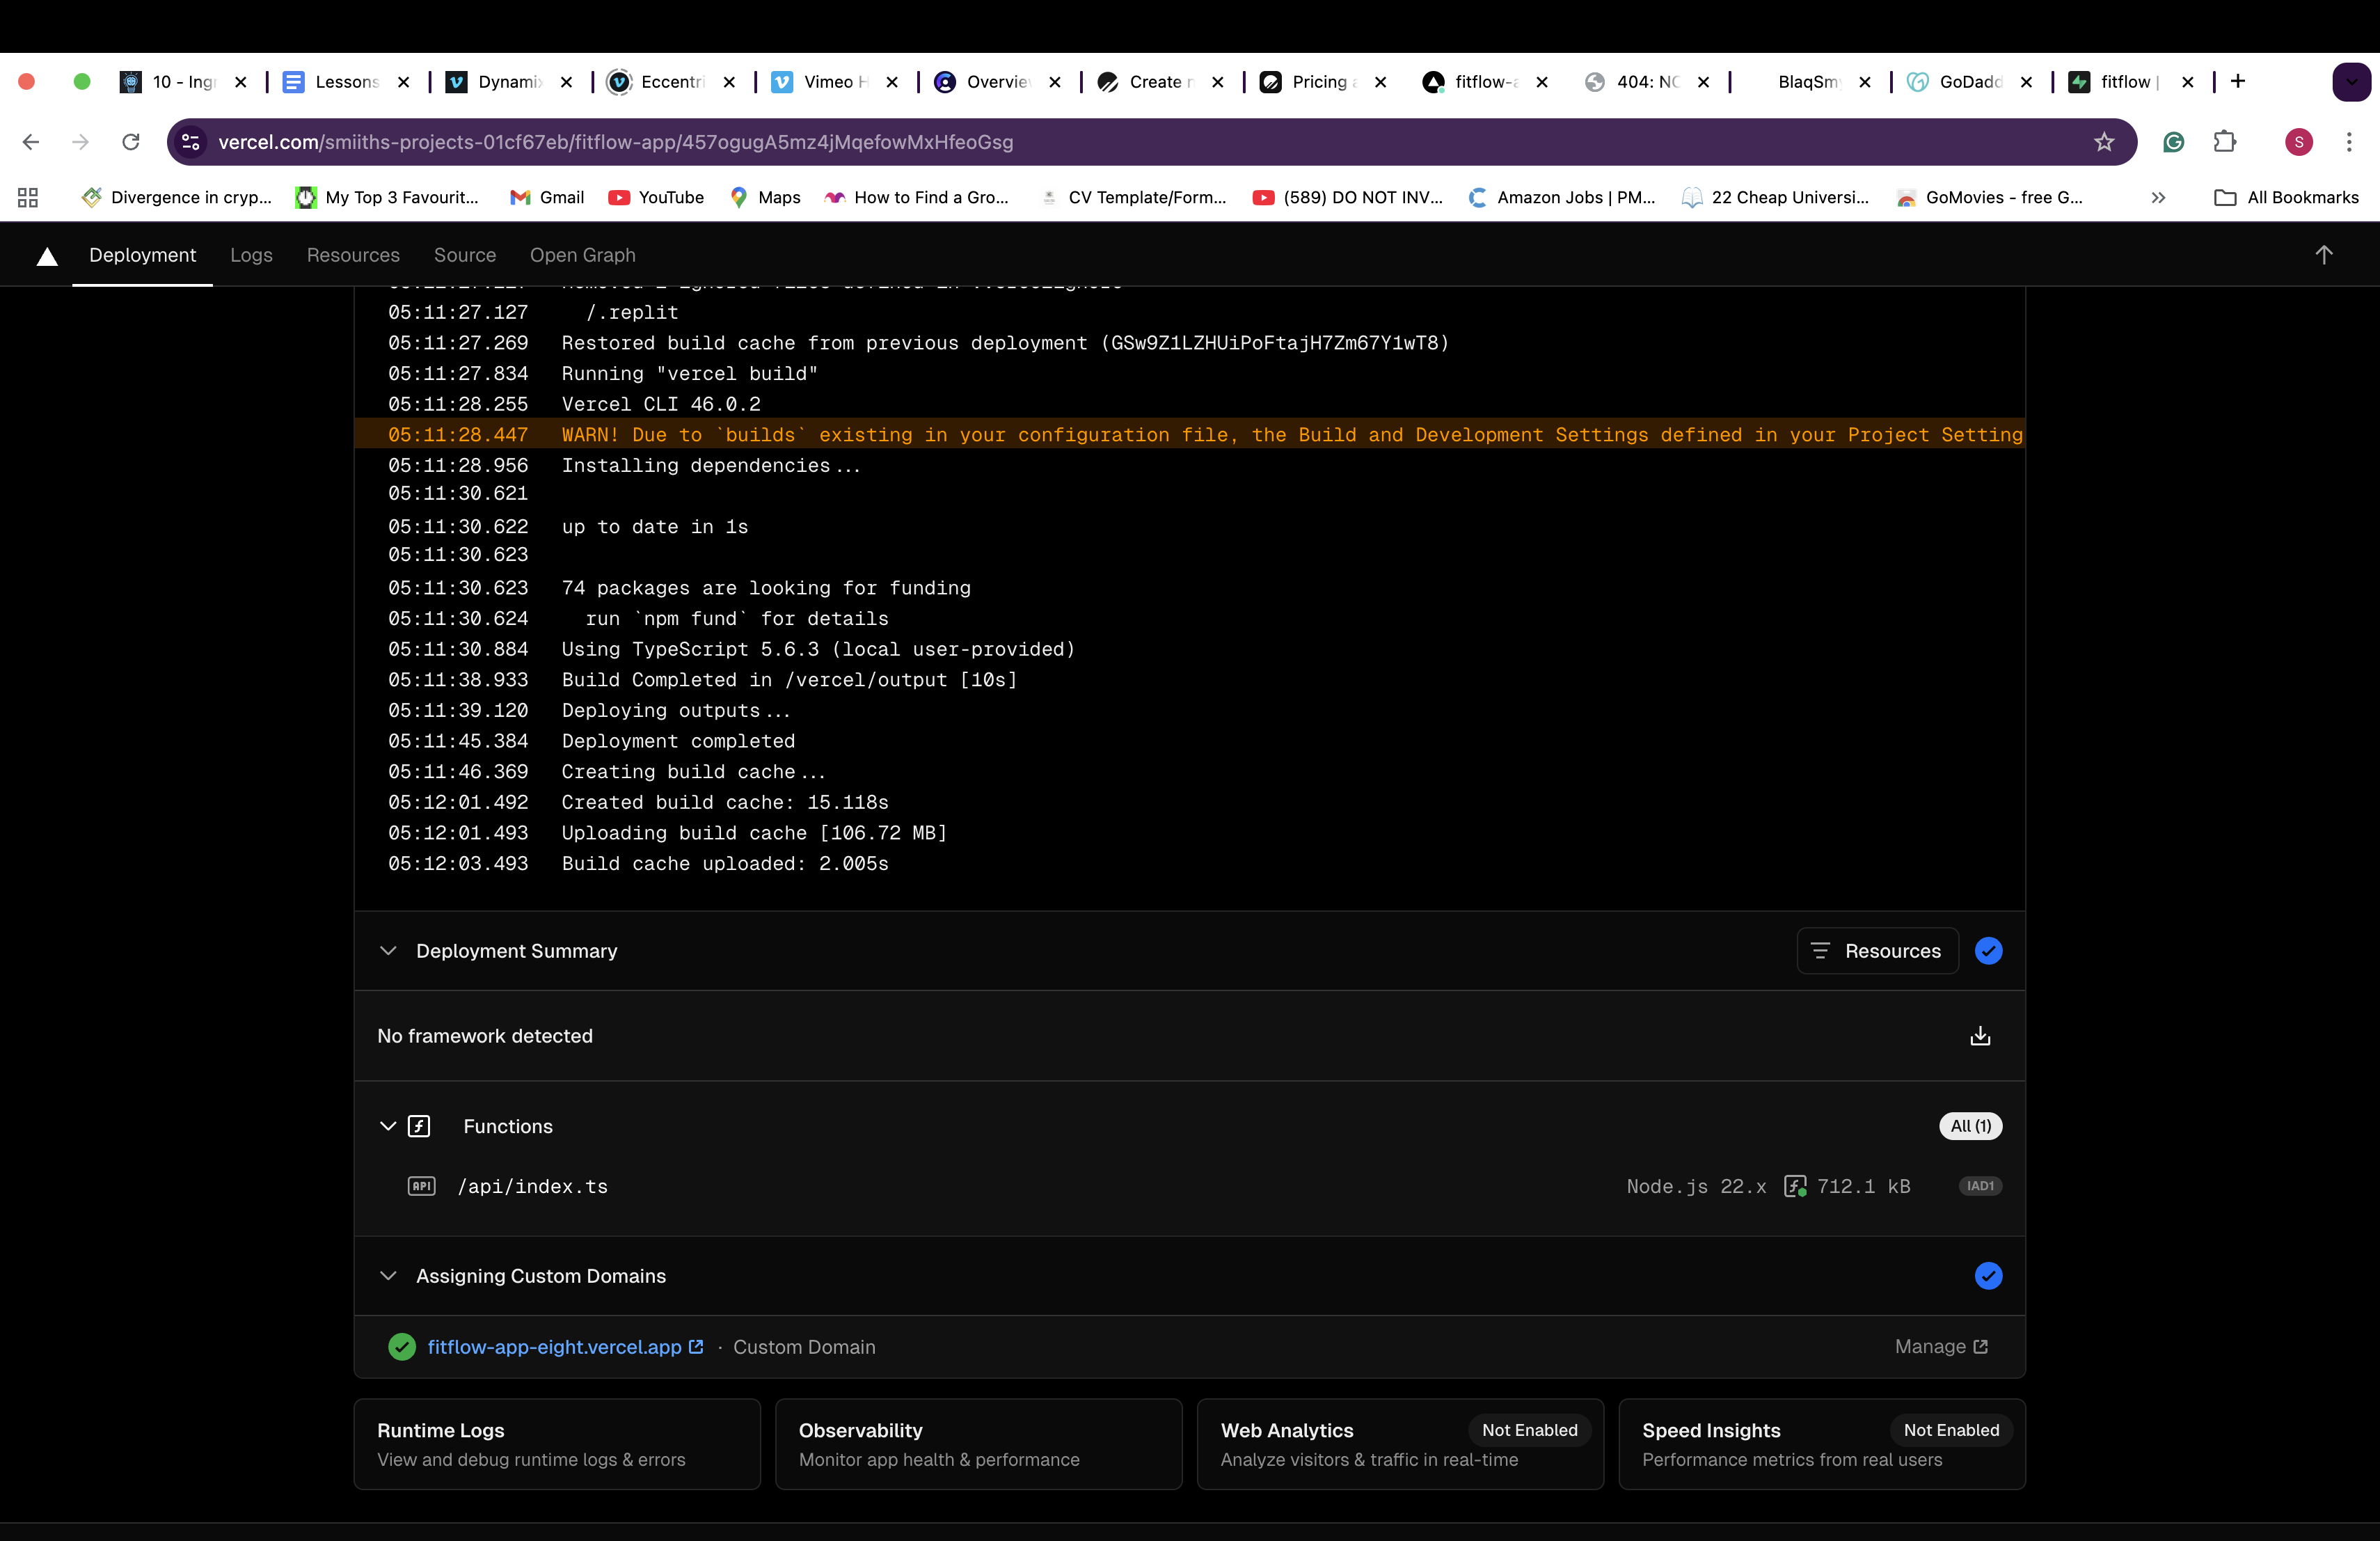 10 - Ingr
Lessons
Dynamix
Eccentri
Vimeo H
Overview
Create n
Pricing a
fitflow-a
404: NO
BlaqSmy
GoDadd
fitflow |
vercel.com/smiiths-projects-01cf67eb/fitflow-app/457ogugA5mz4jMqefowMxHfeoGsg
S
Divergence in cryp...
My Top 3 Favourit...
Gmail
YouTube
Maps
How to Find a Gro...
CV Template/Form...
(589) DO NOT INV...
Amazon Jobs | PM...
22 Cheap Universi...
GoMovies - free G...
All Bookmarks
Deployment
Logs
Resources
Source
Open Graph
05:11:27.127 /.replit
05:11:27.269 Restored build cache from previous deployment (GSw9Z1LZHUiPoFtajH7Zm67Y1wT8)
05:11:27.834 Running "vercel build"
05:11:28.255 Vercel CLI 46.0.2
05:11:28.447 WARN! Due to `builds` existing in your configuration file, the Build and Development Settings defined in your Project Setting
05:11:28.956 Installing dependencies...
05:11:30.621
05:11:30.622 up to date in 1s
05:11:30.623
05:11:30.623 74 packages are looking for funding
05:11:30.624 run `npm fund` for details
05:11:30.884 Using TypeScript 5.6.3 (local user-provided)
05:11:38.933 Build Completed in /vercel/output [10s]
05:11:39.120 Deploying outputs...
05:11:45.384 Deployment completed
05:11:46.369 Creating build cache...
05:12:01.492 Created build cache: 15.118s
05:12:01.493 Uploading build cache [106.72 MB]
05:12:03.493 Build cache uploaded: 2.005s
Deployment Summary
Resources
No framework detected
Functions
All (1)
API /api/index.ts
Node.js 22.x 712.1 kB IAD1
Assigning Custom Domains
fitflow-app-eight.vercel.app · Custom Domain
Manage
Runtime Logs
View and debug runtime logs & errors
Observability
Monitor app health & performance
Web Analytics
Not Enabled
Analyze visitors & traffic in real-time
Speed Insights
Not Enabled
Performance metrics from real users